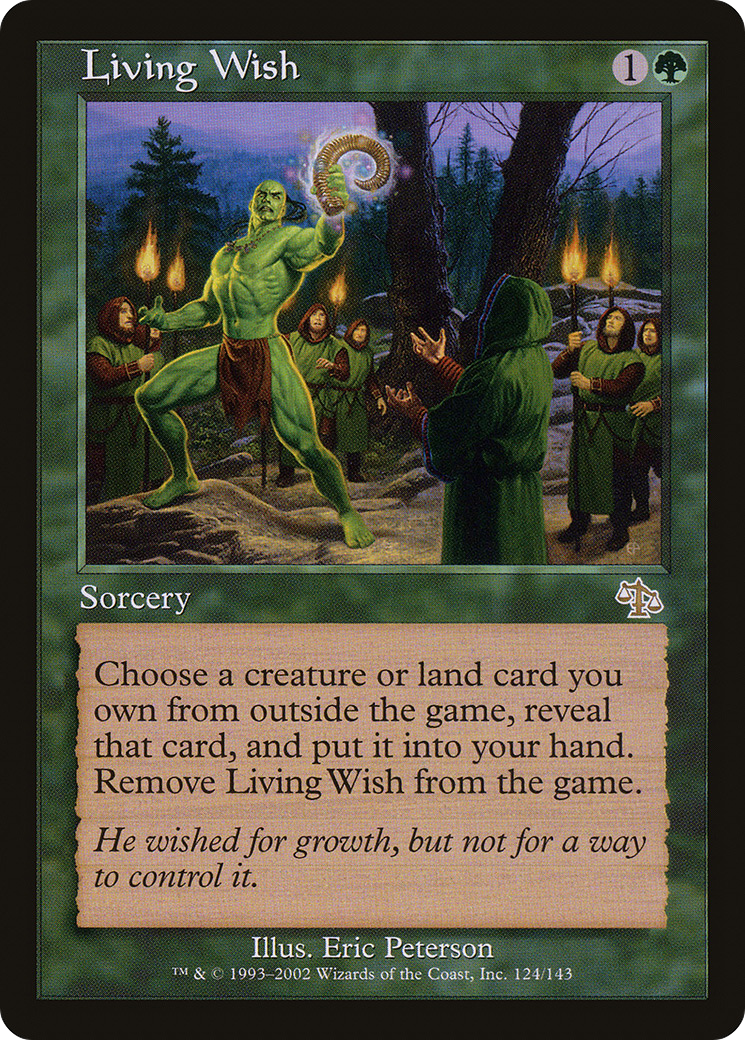 Living Wish 1
Sorcery
Choose a creature or land card you
own from outside the game, reveal
that card, and put it into your hand.
Remove Living Wish from the game.
He wished for growth, but not for a way
to control it.
Illus. Eric Peterson
™ & © 1993–2002 Wizards of the Coast, Inc. 124/143